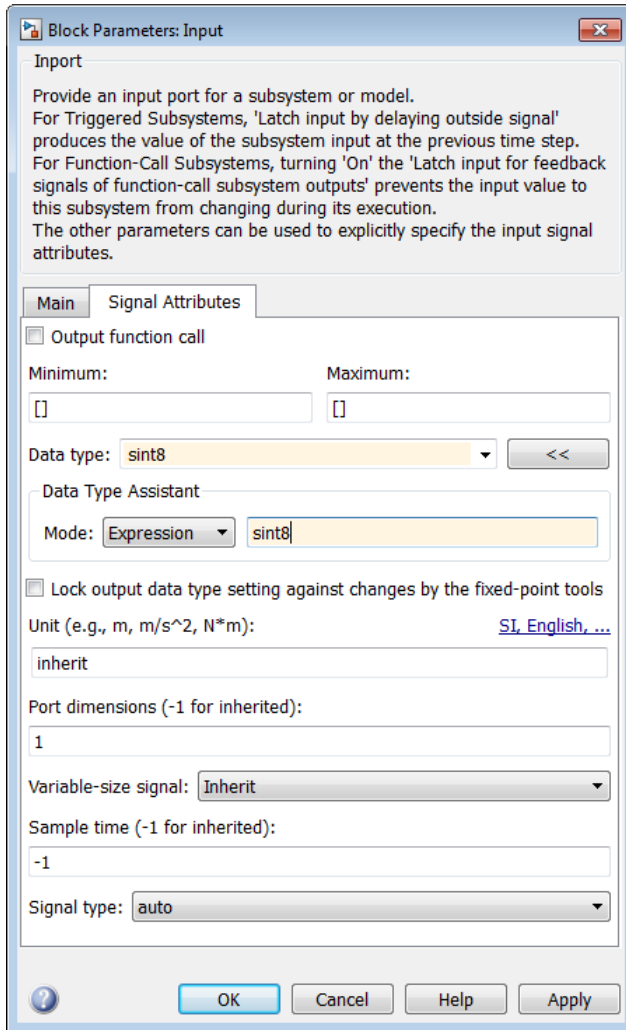 Block Parameters: Input
Inport
Provide an input port for a subsystem or model.
For Triggered Subsystems, 'Latch input by delaying outside signal'
produces the value of the subsystem input at the previous time step.
For Function-Call Subsystems, turning 'On' the 'Latch input for feedback
signals of function-call subsystem outputs' prevents the input value to
this subsystem from changing during its execution.
The other parameters can be used to explicitly specify the input signal
attributes.
Main Signal Attributes
Output function call
Minimum: Maximum:
[] []
Data type: sint8 <<
Data Type Assistant
Mode: Expression sint8
Lock output data type setting against changes by the fixed-point tools
Unit (e.g., m, m/s^2, N*m): SI, English, ...
inherit
Port dimensions (-1 for inherited):
1
Variable-size signal: Inherit
Sample time (-1 for inherited):
-1
Signal type: auto
? OK Cancel Help Apply